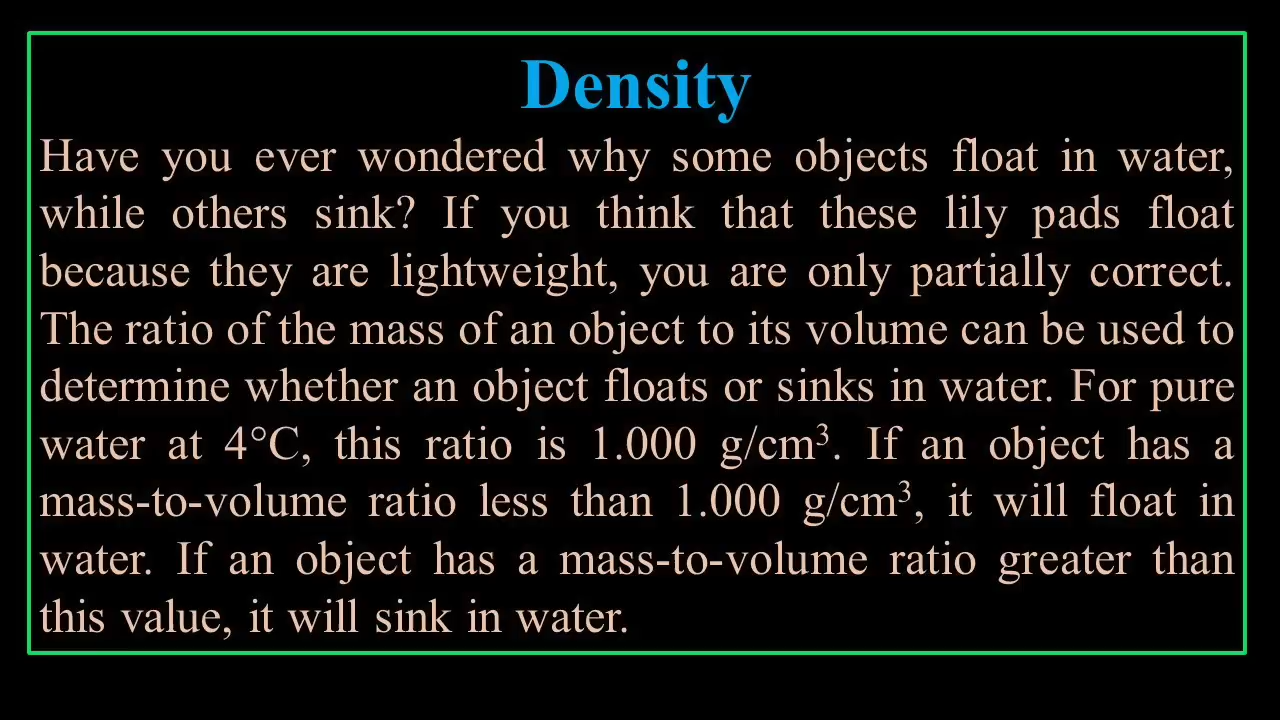 Density
Have you ever wondered why some objects float in water,
while others sink? If you think that these lily pads float
because they are lightweight, you are only partially correct.
The ratio of the mass of an object to its volume can be used to
determine whether an object floats or sinks in water. For pure
water at 4°C, this ratio is 1.000 g/cm³. If an object has a
mass-to-volume ratio less than 1.000 g/cm³, it will float in
water. If an object has a mass-to-volume ratio greater than
this value, it will sink in water.